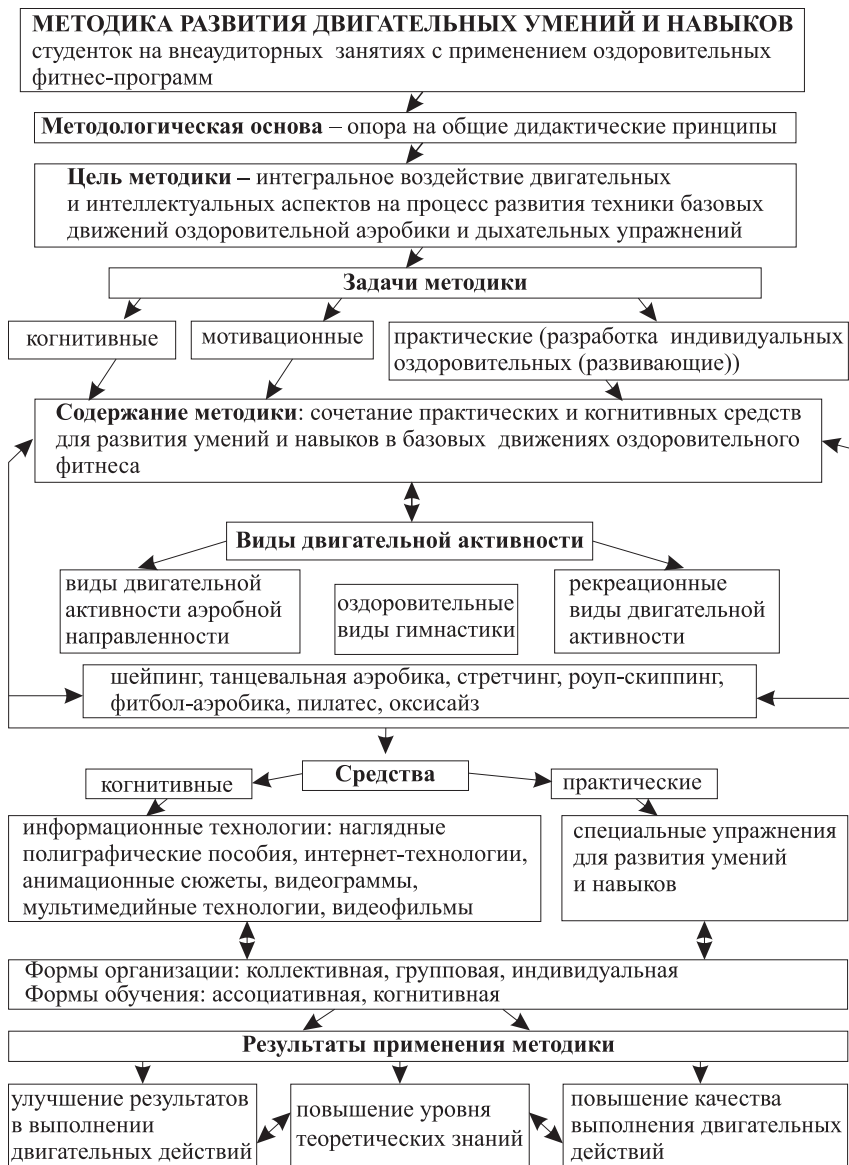 МЕТОДИКА РАЗВИТИЯ ДВИГАТЕЛЬНЫХ УМЕНИЙ И НАВЫКОВ
студенток на внеаудиторных занятиях с применением оздоровительных
фитнес-программ
Методологическая основа – опора на общие дидактические принципы
Цель методики – интегральное воздействие двигательных
и интеллектуальных аспектов на процесс развития техники базовых
движений оздоровительной аэробики и дыхательных упражнений
Задачи методики
когнитивные
мотивационные
практические (разработка индивидуальных
оздоровительных (развивающие))
Содержание методики: сочетание практических и когнитивных средств
для развития умений и навыков в базовых движениях оздоровительного
фитнеса
Виды двигательной активности
виды двигательной
активности аэробной
направленности
оздоровительные
виды гимнастики
рекреационные
виды двигательной
активности
шейпинг, танцевальная аэробика, стретчинг, роуп-скиппинг,
фитбол-аэробика, пилатес, оксисайз
Средства
когнитивные
практические
информационные технологии: наглядные
полиграфические пособия, интернет-технологии,
анимационные сюжеты, видеограммы,
мультимедийные технологии, видеофильмы
специальные упражнения
для развития умений
и навыков
Формы организации: коллективная, групповая, индивидуальная
Формы обучения: ассоциативная, когнитивная
Результаты применения методики
улучшение результатов
в выполнении
двигательных действий
повышение уровня
теоретических знаний
повышение качества
выполнения двигательных
действий